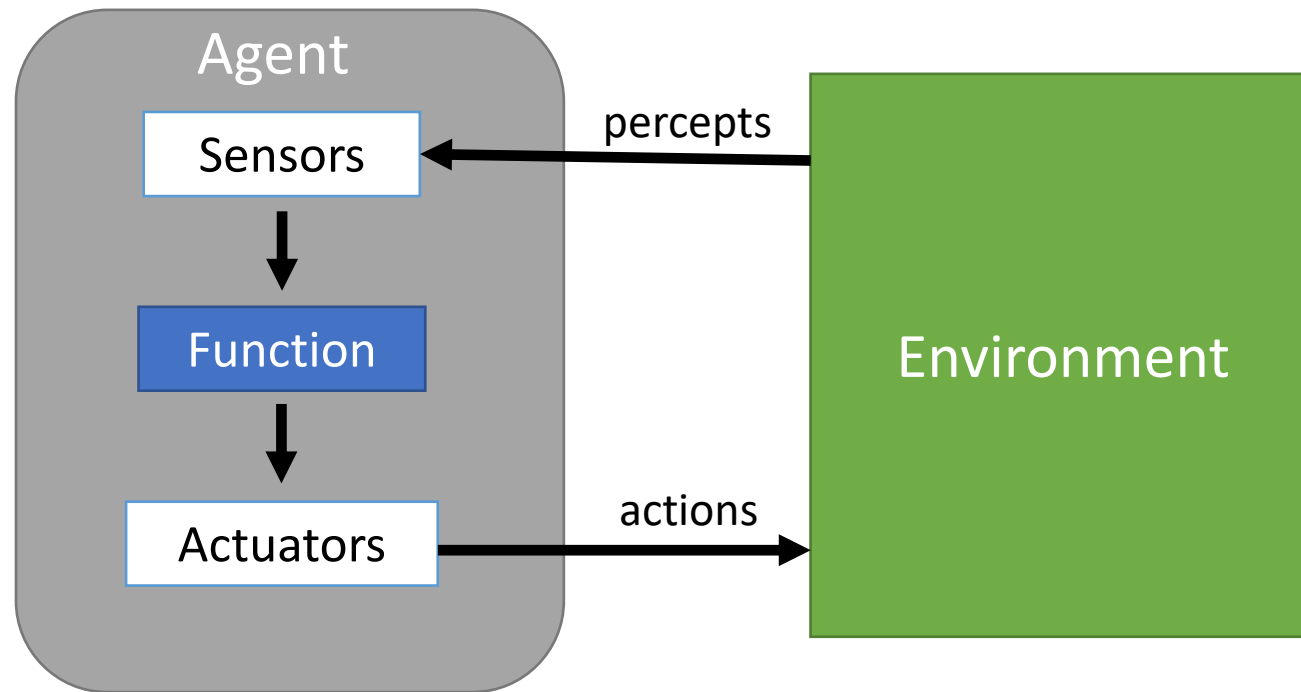 Agent
Sensors
percepts
Function
Environment
Actuators
actions